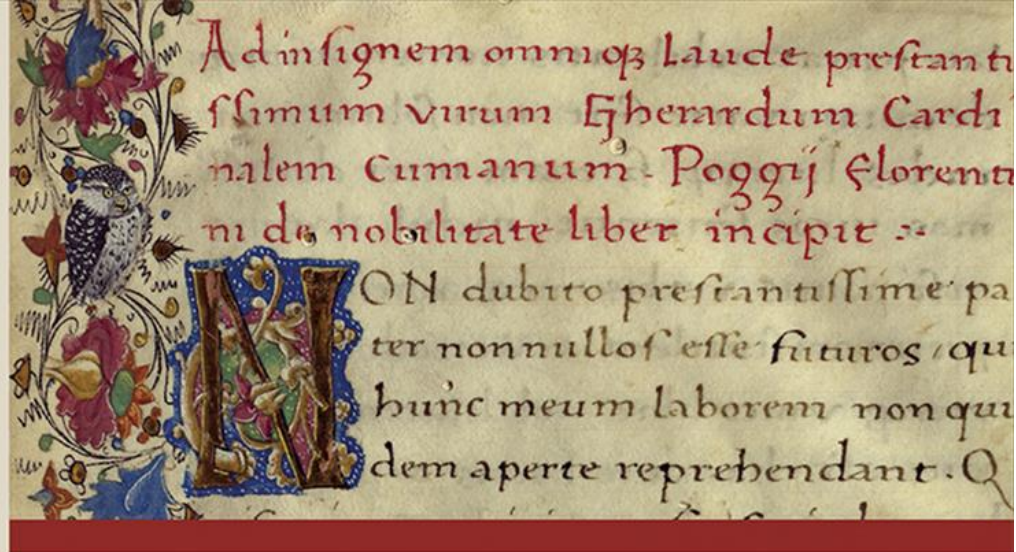 Ad insignem omniqꝫ laude prestanti
ssimum virum Gherardum Cardi
nalem Cumanum. Poggij Florenti
ni de nobilitate liber incipit :~
NON dubito prestantissime pa
ter nonnullos esse futuros, qui
hunc meum laborem non qui
dem aperte reprehendant. Q